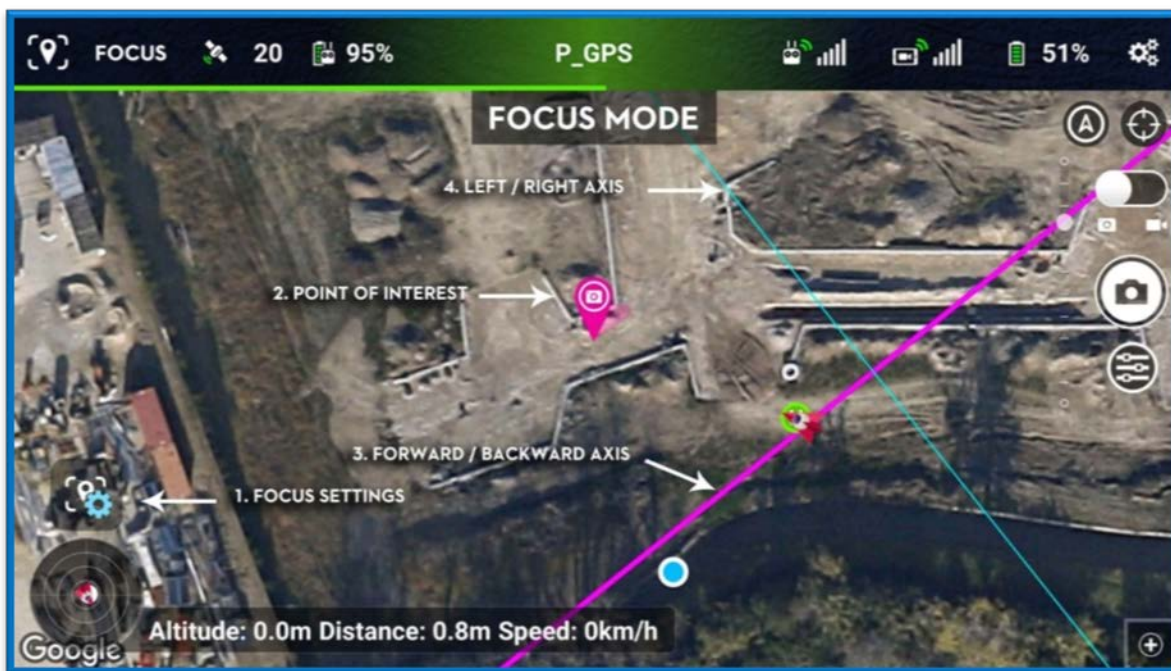 FOCUS 20 95% P_GPS 51%
FOCUS MODE
A
4. LEFT / RIGHT AXIS
2. POINT OF INTEREST
3. FORWARD / BACKWARD AXIS
1. FOCUS SETTINGS
Altitude: 0.0m Distance: 0.8m Speed: 0km/h
Google